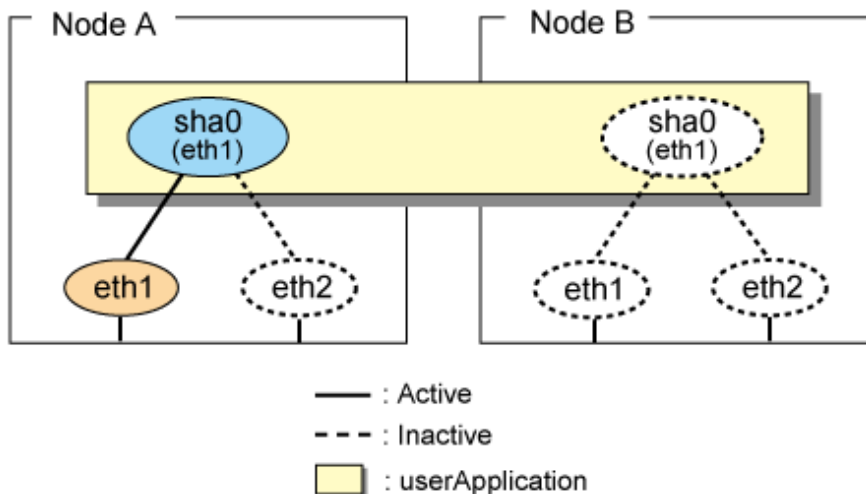 Node A
Node B
sha0
(eth1)
sha0
(eth1)
eth1
eth2
eth1
eth2
: Active
: Inactive
: userApplication